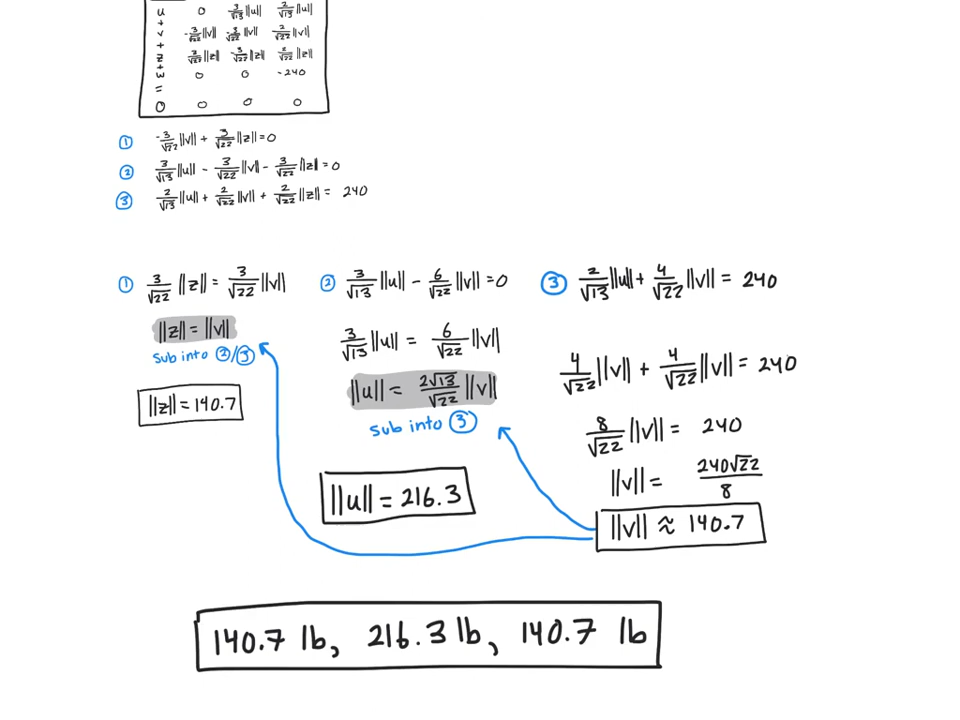 u 0 3/√13 ||u|| 2/√13 ||u||
+
v -3/√22 ||v|| -3/√22 ||v|| 2/√22 ||v||
+
z 3/√22 ||z|| -3/√22 ||z|| 2/√22 ||z||
+
w 0 0 -240
=
0 0 0 0
① -3/√22 ||v|| + 3/√22 ||z|| = 0
② 3/√13 ||u|| - 3/√22 ||v|| - 3/√22 ||z|| = 0
③ 2/√13 ||u|| + 2/√22 ||v|| + 2/√22 ||z|| = 240
① 3/√22 ||z|| = 3/√22 ||v||
||z|| = ||v||
sub into ②/③
||z|| = 140.7
② 3/√13 ||u|| - 6/√22 ||v|| = 0
3/√13 ||u|| = 6/√22 ||v||
||u|| = 2√13/√22 ||v||
sub into ③
||u|| = 216.3
③ 2/√13 ||u|| + 4/√22 ||v|| = 240
4/√22 ||v|| + 4/√22 ||v|| = 240
8/√22 ||v|| = 240
||v|| = 240√22/8
||v|| ≈ 140.7
140.7 lb, 216.3 lb, 140.7 lb